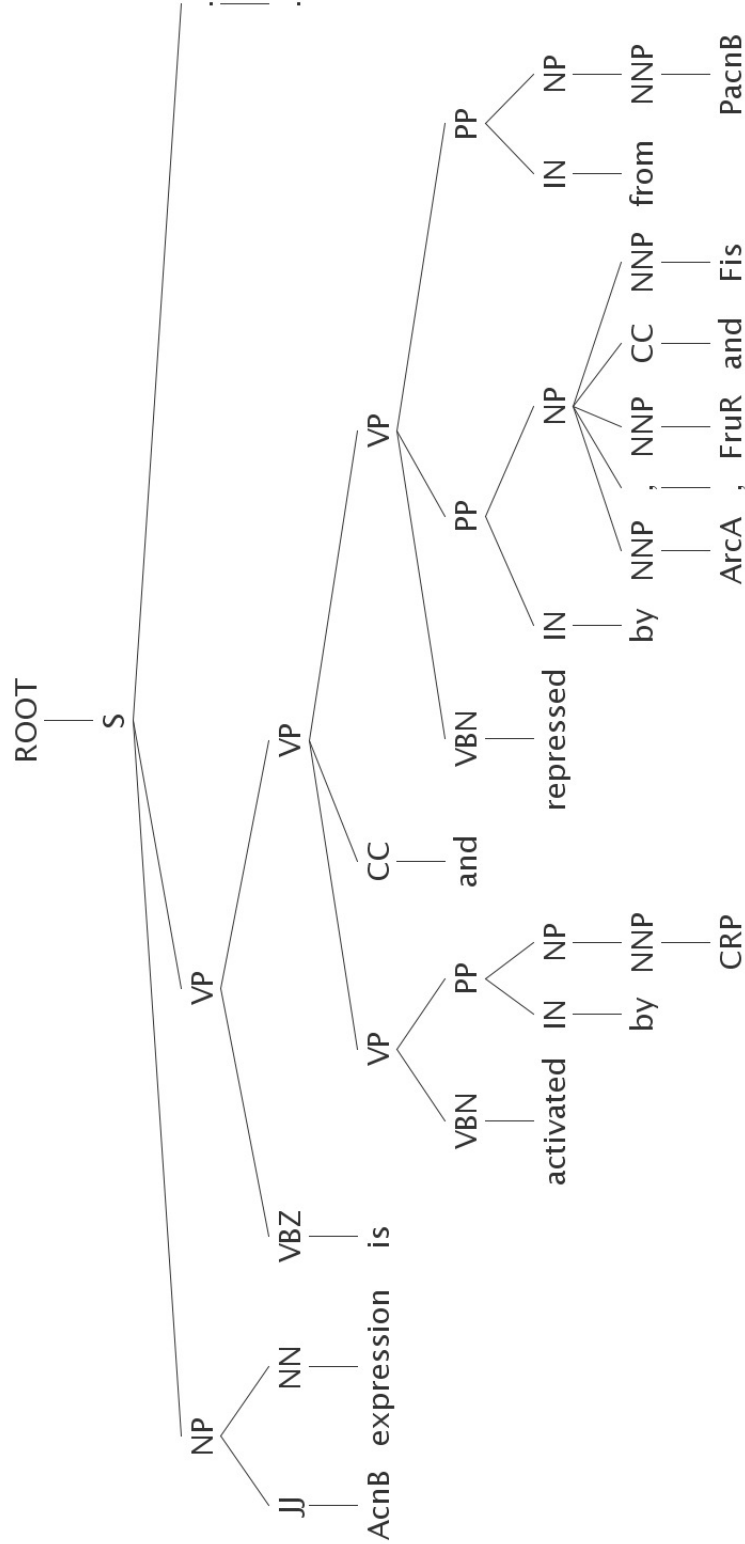 ROOT
S
NP VP . .
JJ NN VBZ VP
AcnB expression is VP CC VP
VBN PP and VBN PP PP
activated IN NP repressed IN NP IN NP
by NNP by NNP , NNP CC NNP from NNP
CRP ArcA , FruR and Fis PacnB